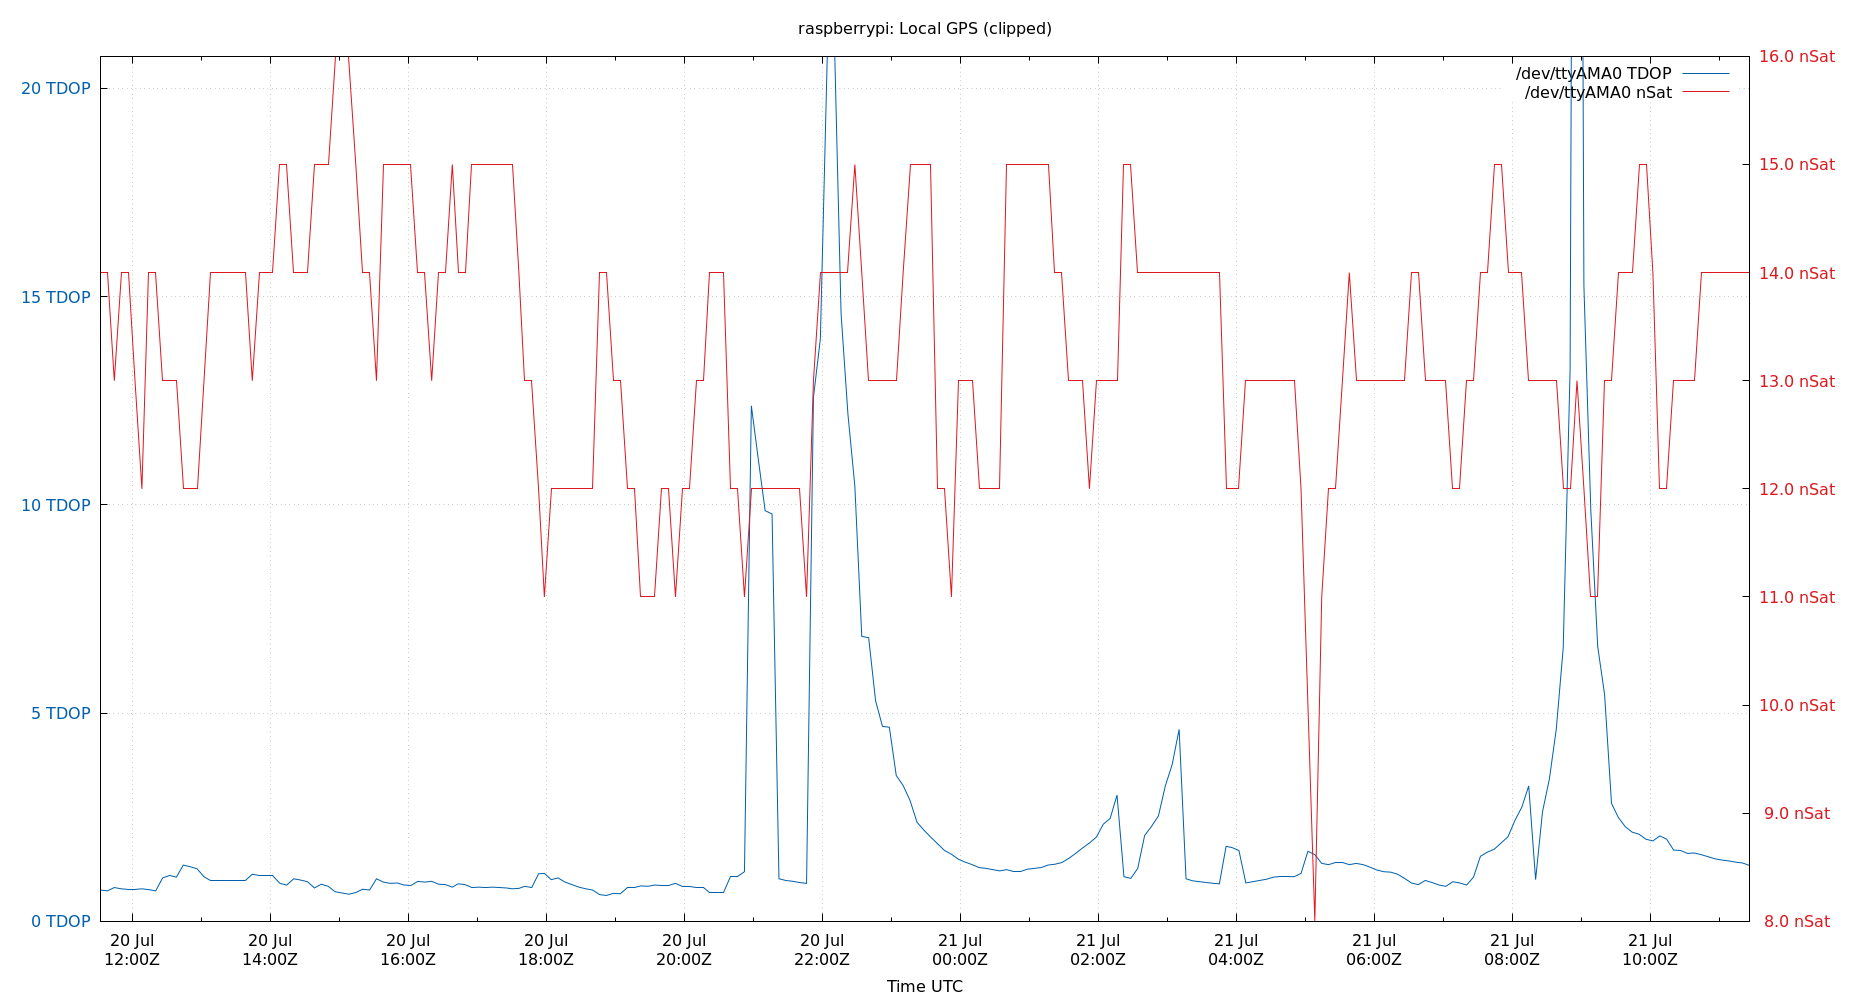 raspberrypi: Local GPS (clipped)
/dev/ttyAMA0 TDOP
/dev/ttyAMA0 nSat
20 TDOP
15 TDOP
10 TDOP
5 TDOP
0 TDOP
16.0 nSat
15.0 nSat
14.0 nSat
13.0 nSat
12.0 nSat
11.0 nSat
10.0 nSat
9.0 nSat
8.0 nSat
20 Jul 20 Jul 20 Jul 20 Jul 20 Jul 20 Jul 21 Jul 21 Jul 21 Jul 21 Jul 21 Jul 21 Jul
12:00Z 14:00Z 16:00Z 18:00Z 20:00Z 22:00Z 00:00Z 02:00Z 04:00Z 06:00Z 08:00Z 10:00Z
Time UTC